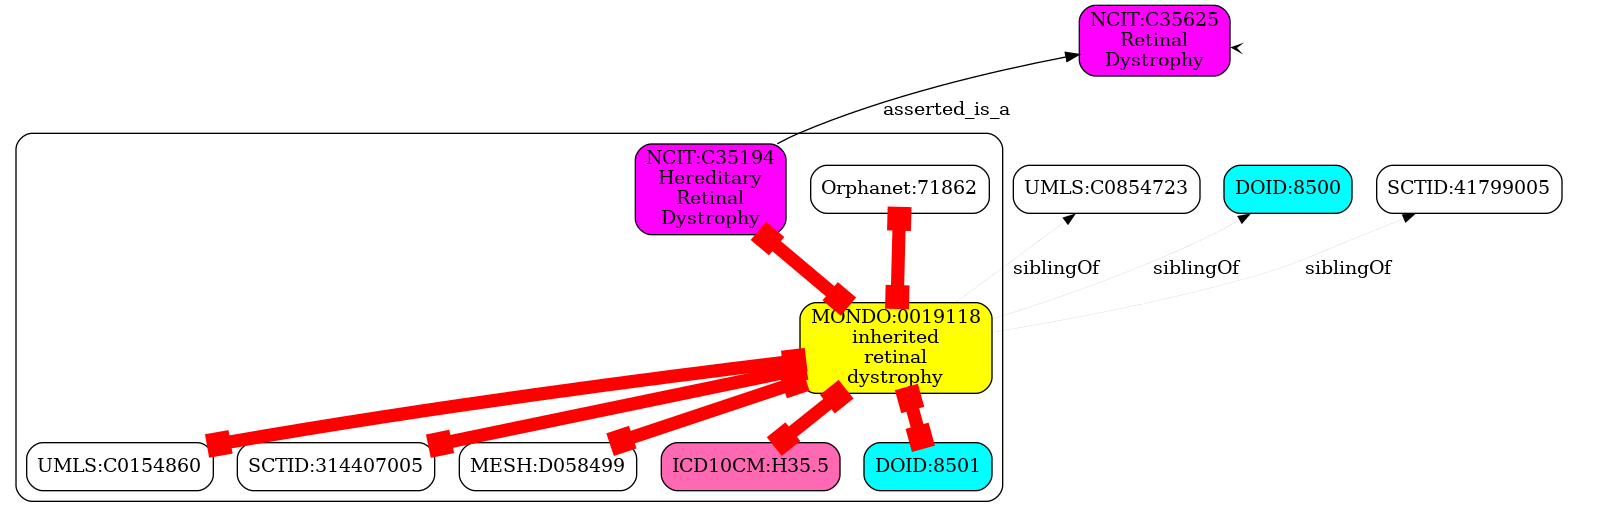 NCIT:C35625
Retinal
Dystrophy
asserted_is_a
NCIT:C35194
Hereditary
Retinal
Dystrophy
Orphanet:71862
UMLS:C0854723
DOID:8500
SCTID:41799005
siblingOf
siblingOf
siblingOf
MONDO:0019118
inherited
retinal
dystrophy
UMLS:C0154860
SCTID:314407005
MESH:D058499
ICD10CM:H35.5
DOID:8501